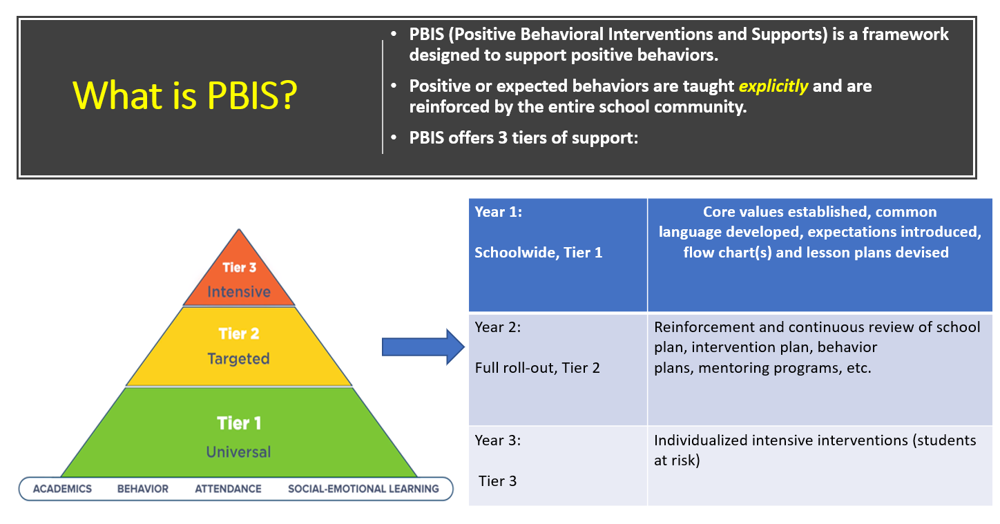 What is PBIS?
• PBIS (Positive Behavioral Interventions and Supports) is a framework
designed to support positive behaviors.
• Positive or expected behaviors are taught explicitly and are
reinforced by the entire school community.
• PBIS offers 3 tiers of support:
Tier 3
Intensive
Tier 2
Targeted
Tier 1
Universal
ACADEMICS BEHAVIOR ATTENDANCE SOCIAL-EMOTIONAL LEARNING
Year 1:
Schoolwide, Tier 1
Core values established, common
language developed, expectations introduced,
flow chart(s) and lesson plans devised
Year 2:
Full roll-out, Tier 2
Reinforcement and continuous review of school
plan, intervention plan, behavior
plans, mentoring programs, etc.
Year 3:
Tier 3
Individualized intensive interventions (students
at risk)